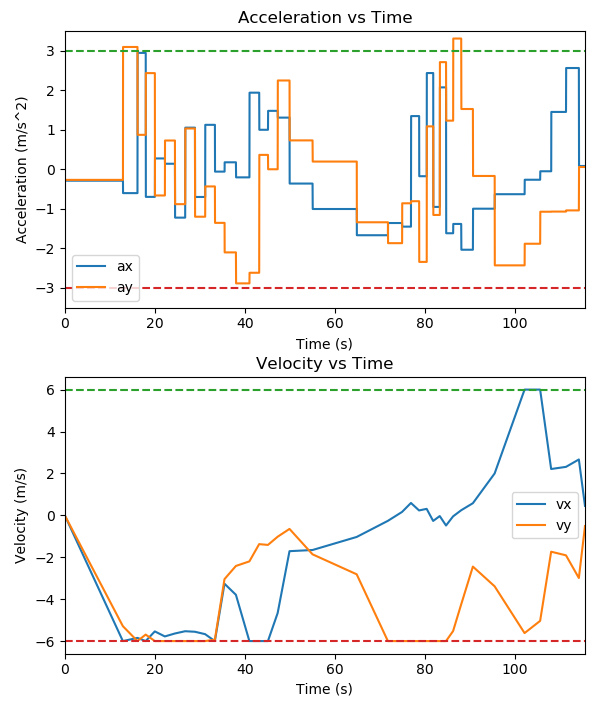 Acceleration vs Time
Acceleration (m/s^2)
3
2
1
0
−1
−2
−3
ax
ay
0 20 40 60 80 100
Time (s)
Velocity vs Time
Velocity (m/s)
6
4
2
0
−2
−4
−6
vx
vy
0 20 40 60 80 100
Time (s)